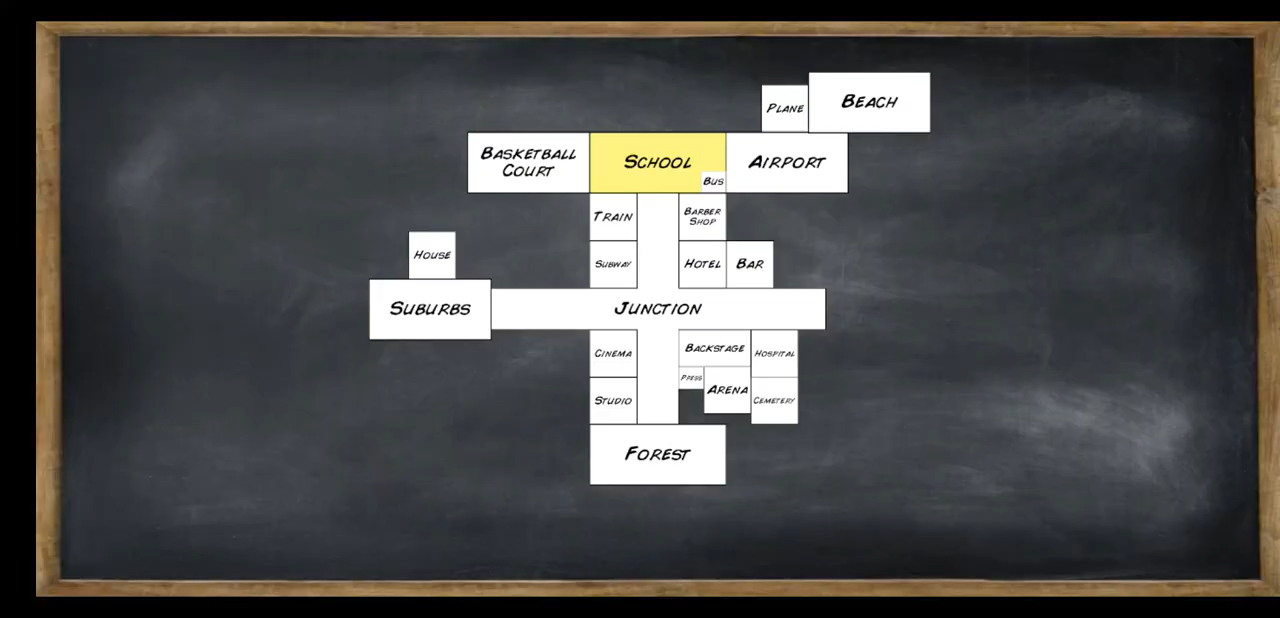 PLANE
BEACH
BASKETBALL
COURT
SCHOOL
AIRPORT
BUS
TRAIN
BARBER
SHOP
HOUSE
SUBWAY
HOTEL
BAR
SUBURBS
JUNCTION
CINEMA
BACKSTAGE
HOSPITAL
PRESS
ARENA
STUDIO
CEMETERY
FOREST